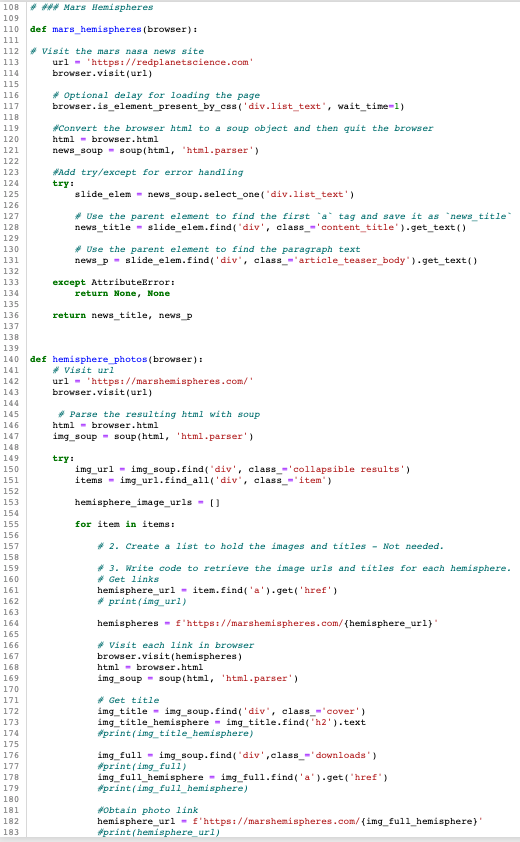 108 # ### Mars Hemispheres
109
110 def mars_hemispheres(browser):
111
112 # Visit the mars nasa news site
113     url = 'https://redplanetscience.com'
114     browser.visit(url)
115
116     # Optional delay for loading the page
117     browser.is_element_present_by_css('div.list_text', wait_time=1)
118
119     #Convert the browser html to a soup object and then quit the browser
120     html = browser.html
121     news_soup = soup(html, 'html.parser')
122
123     #Add try/except for error handling
124     try:
125         slide_elem = news_soup.select_one('div.list_text')
126
127         # Use the parent element to find the first `a` tag and save it as `news_title`
128         news_title = slide_elem.find('div', class_='content_title').get_text()
129
130         # Use the parent element to find the paragraph text
131         news_p = slide_elem.find('div', class_='article_teaser_body').get_text()
132
133     except AttributeError:
134         return None, None
135
136     return news_title, news_p
137
138
139
140 def hemisphere_photos(browser):
141     # Visit url
142     url = 'https://marshemispheres.com/'
143     browser.visit(url)
144
145      # Parse the resulting html with soup
146     html = browser.html
147     img_soup = soup(html, 'html.parser')
148
149     try:
150         img_url = img_soup.find('div', class_='collapsible results')
151         items = img_url.find_all('div', class_='item')
152
153         hemisphere_image_urls = []
154
155         for item in items:
156
157             # 2. Create a list to hold the images and titles - Not needed.
158
159             # 3. Write code to retrieve the image urls and titles for each hemisphere.
160             # Get links
161             hemisphere_url = item.find('a').get('href')
162             # print(img_url)
163
164             hemispheres = f'https://marshemispheres.com/{hemisphere_url}'
165
166             # Visit each link in browser
167             browser.visit(hemispheres)
168             html = browser.html
169             img_soup = soup(html, 'html.parser')
170
171             # Get title
172             img_title = img_soup.find('div', class_='cover')
173             img_title_hemisphere = img_title.find('h2').text
174             #print(img_title_hemisphere)
175
176             img_full = img_soup.find('div',class_='downloads')
177             #print(img_full)
178             img_full_hemisphere = img_full.find('a').get('href')
179             #print(img_full_hemisphere)
180
181             #Obtain photo link
182             hemisphere_url = f'https://marshemispheres.com/{img_full_hemisphere}'
183             #print(hemisphere_url)